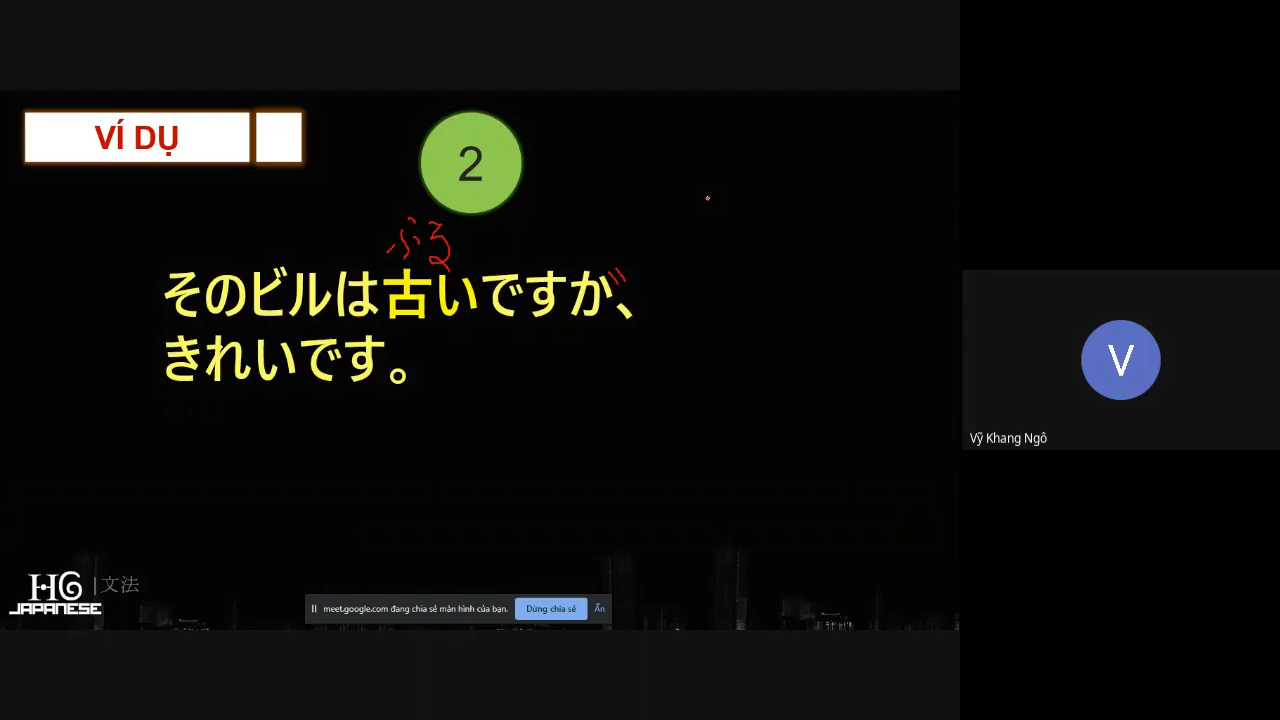 VÍ DỤ
2
ふる
そのビルは古いですが、
きれいです。
HG
JAPANESE
|文法
meet.google.com đang chia sẻ màn hình của bạn.
Dừng chia sẻ
Ẩn
V
Vỹ Khang Ngô